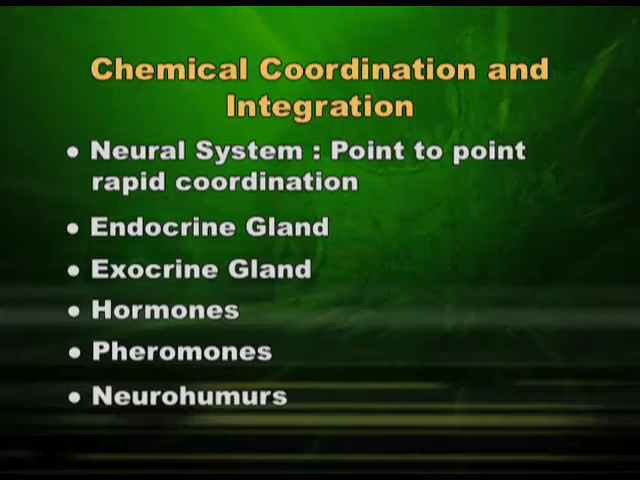 Chemical Coordination and
Integration
● Neural System : Point to point
rapid coordination
● Endocrine Gland
● Exocrine Gland
● Hormones
● Pheromones
● Neurohumurs